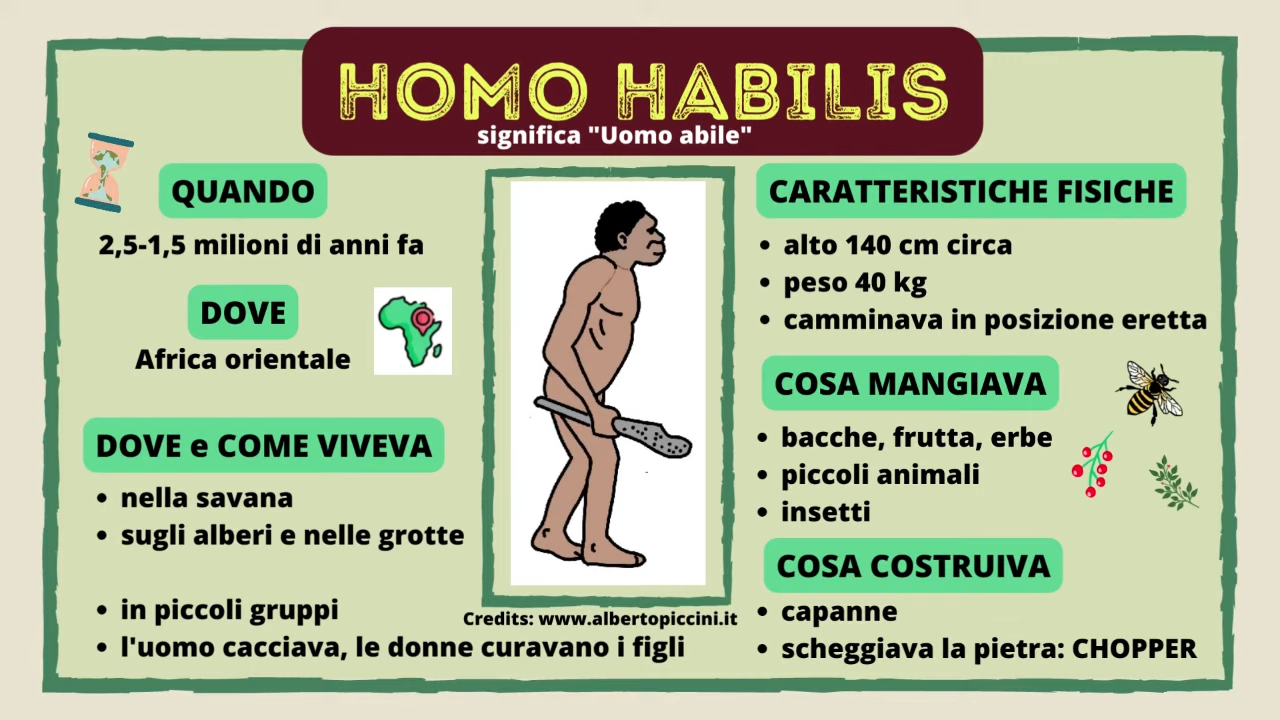 HOMO HABILIS
significa "Uomo abile"
QUANDO
2,5-1,5 milioni di anni fa
DOVE
Africa orientale
DOVE e COME VIVEVA
nella savana
sugli alberi e nelle grotte
in piccoli gruppi
l'uomo cacciava, le donne curavano i figli
Credits: www.albertopiccini.it
CARATTERISTICHE FISICHE
alto 140 cm circa
peso 40 kg
camminava in posizione eretta
COSA MANGIAVA
bacche, frutta, erbe
piccoli animali
insetti
COSA COSTRUIVA
capanne
scheggiava la pietra: CHOPPER